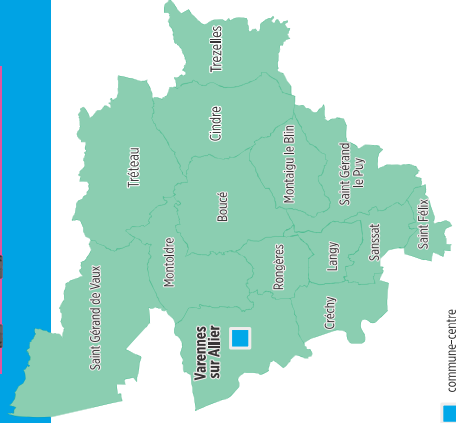 Trezelles
Cindre
Tréteau
Montaigu le Blin
Saint Gérand
le Puy
Boucé
Saint Félix
Sanssat
Langy
Montoldre
Rongères
Saint Gérand de Vaux
Créchy
Varennes
sur Allier
commune-centre